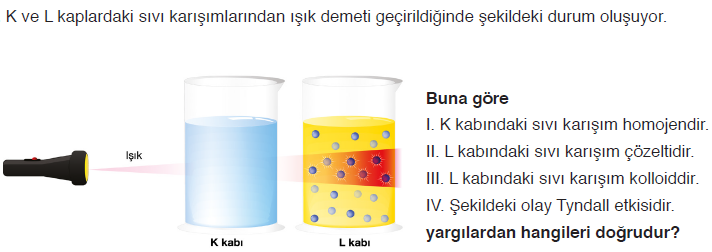 K ve L kaplardaki sıvı karışımlarından ışık demeti geçirildiğinde şekildeki durum oluşuyor.
Işık
K kabı
L kabı
Buna göre
I. K kabındaki sıvı karışım homojendir.
II. L kabındaki sıvı karışım çözeltidir.
III. L kabındaki sıvı karışım kolloiddir.
IV. Şekildeki olay Tyndall etkisidir.
yargılardan hangileri doğrudur?